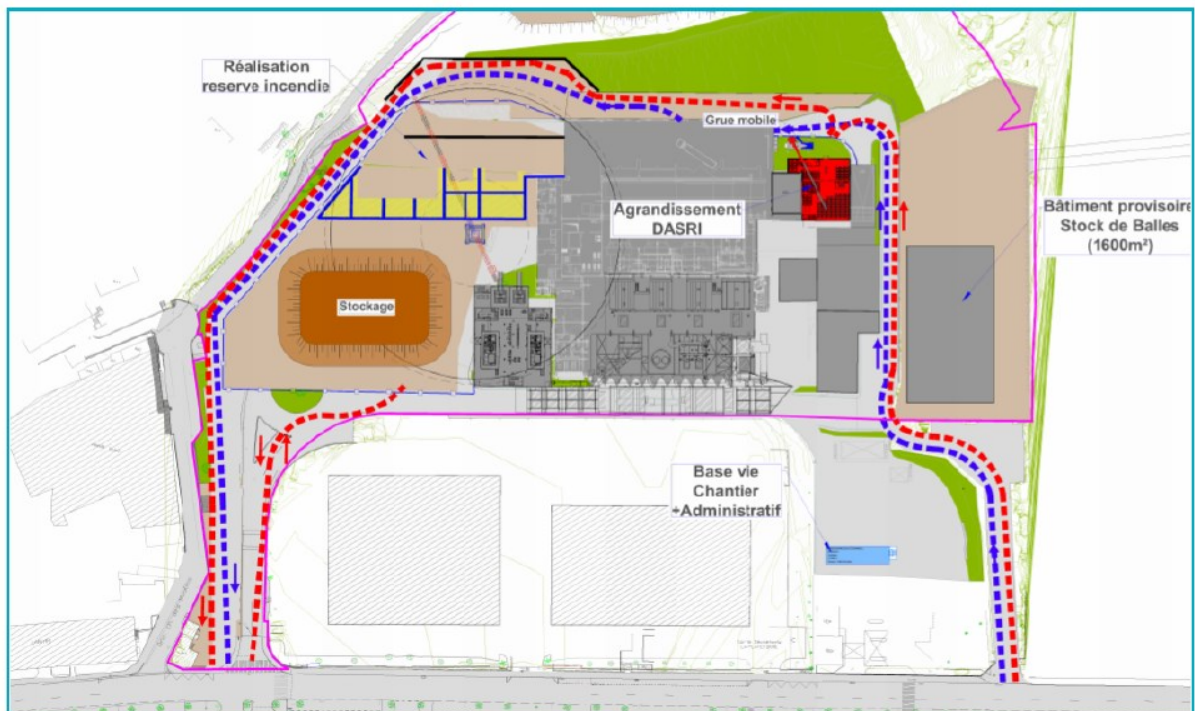 Réalisation
reserve incendie
Grue mobile
Agrandissement
DASRI
Bâtiment provisoire
Stock de Balles
(1600m²)
Stockage
Base vie
Chantier
+Administratif